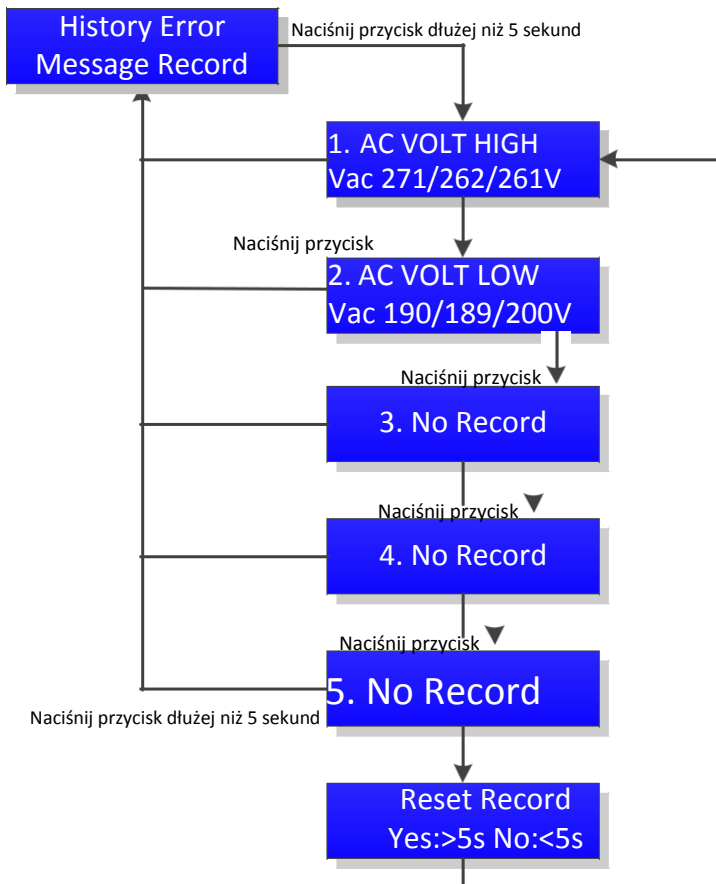 History Error
Message Record
Naciśnij przycisk dłużej niż 5 sekund
1. AC VOLT HIGH
Vac 271/262/261V
Naciśnij przycisk
2. AC VOLT LOW
Vac 190/189/200V
Naciśnij przycisk
3. No Record
Naciśnij przycisk
4. No Record
Naciśnij przycisk
5. No Record
Naciśnij przycisk dłużej niż 5 sekund
Reset Record
Yes:>5s No:<5s